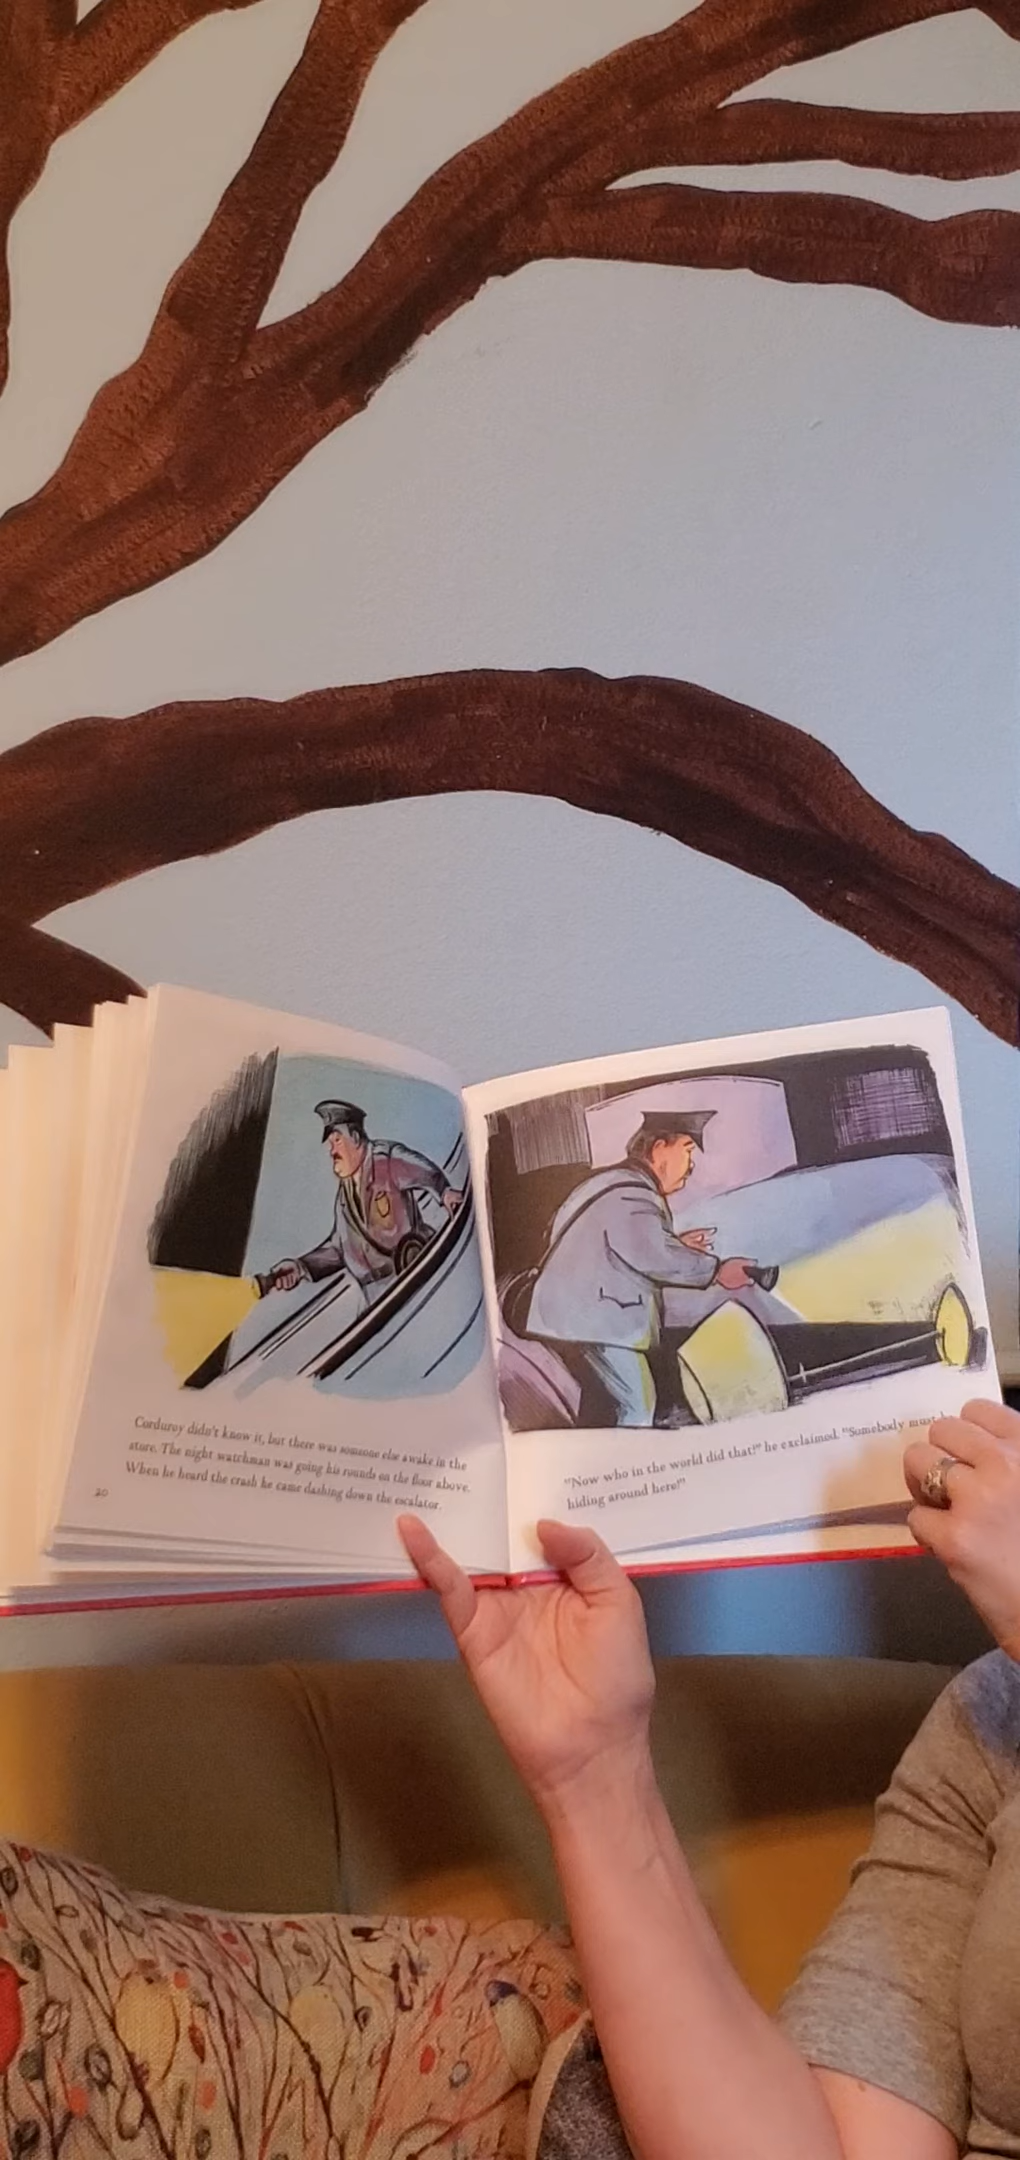 Corduroy didn't know it, but there was someone else awake in the
store. The night watchman was going his rounds on the floor above.
When he heard the crash he came dashing down the escalator.
20
"Now who in the world did that!" he exclaimed. "Somebody must
hiding around here!"